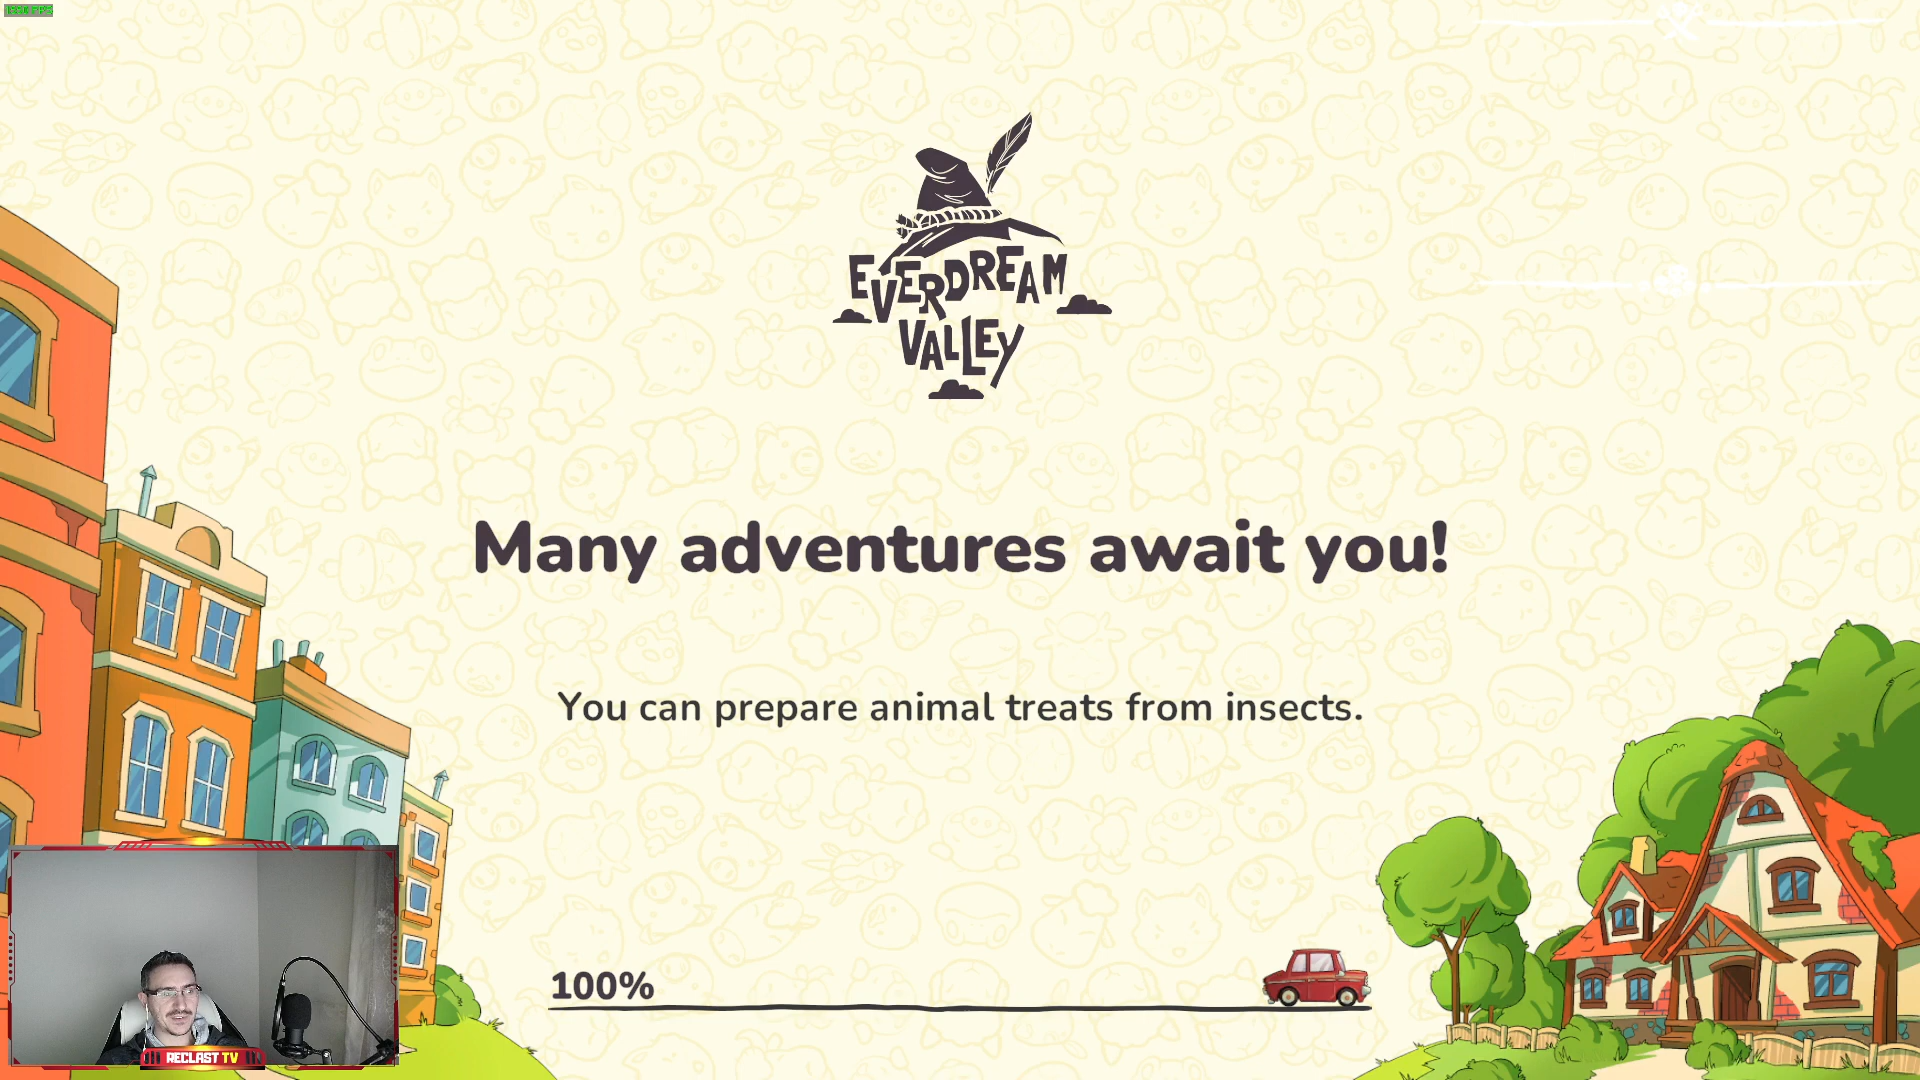 EVERDREAM
VALLEY
Many adventures await you!
You can prepare animal treats from insects.
100%
RECLAST TV